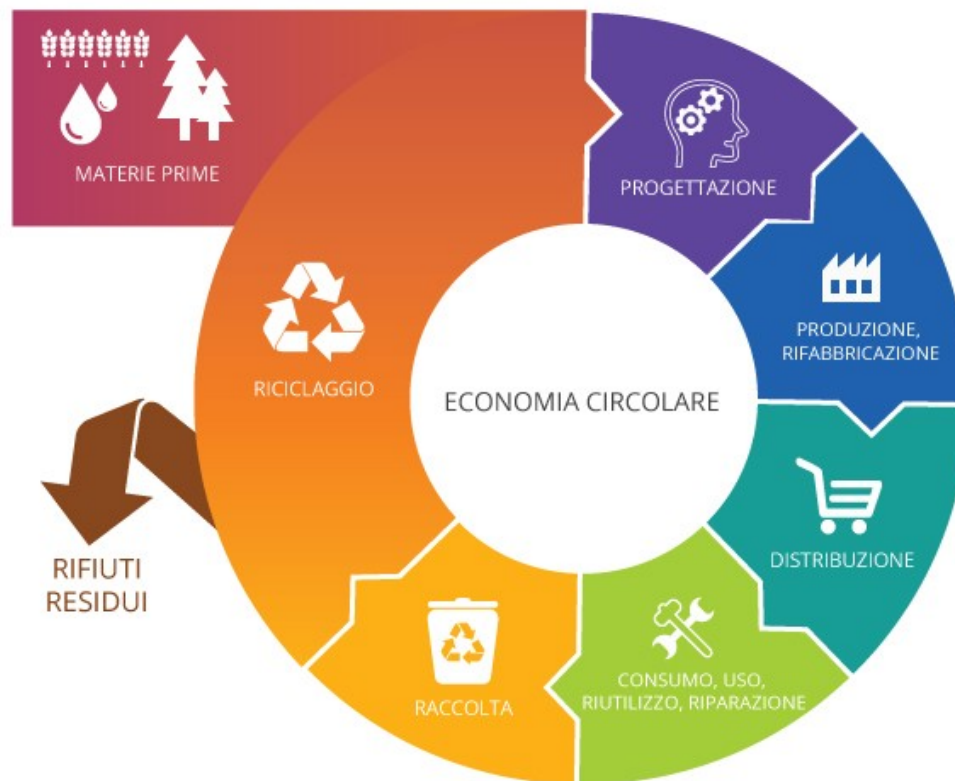 MATERIE PRIME
PROGETTAZIONE
PRODUZIONE,
RIFABBRICAZIONE
DISTRIBUZIONE
CONSUMO, USO,
RIUTILIZZO, RIPARAZIONE
RACCOLTA
RICICLAGGIO
RIFIUTI
RESIDUI
ECONOMIA CIRCOLARE